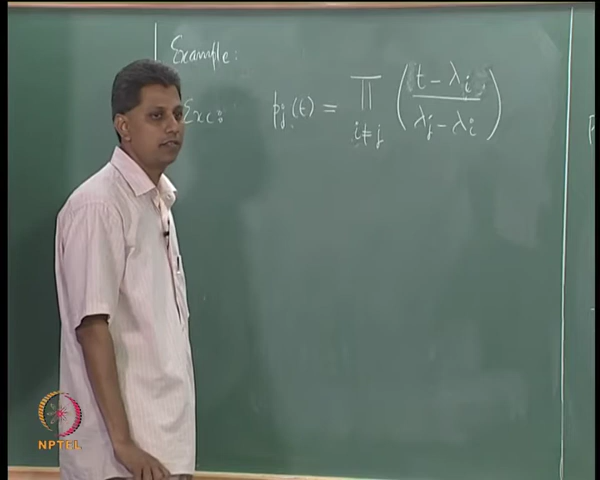 Example:
Exc: pj(t) = ∏ i≠j ( (t - λi) / (λj - λi) )
NPTEL